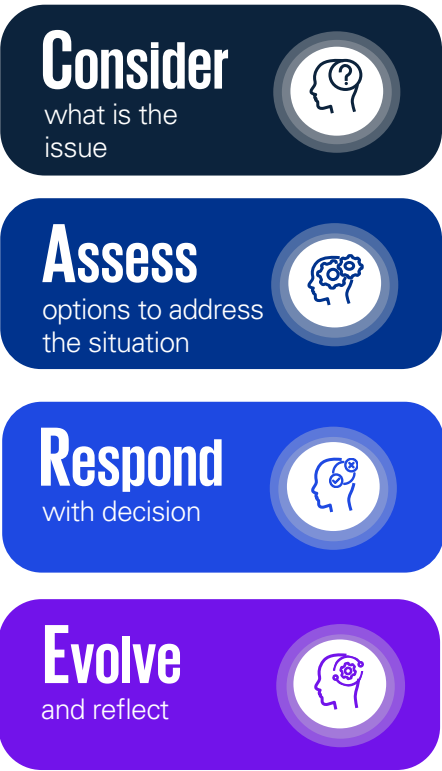 Consider
what is the
issue
Assess
options to address
the situation
Respond
with decision
Evolve
and reflect